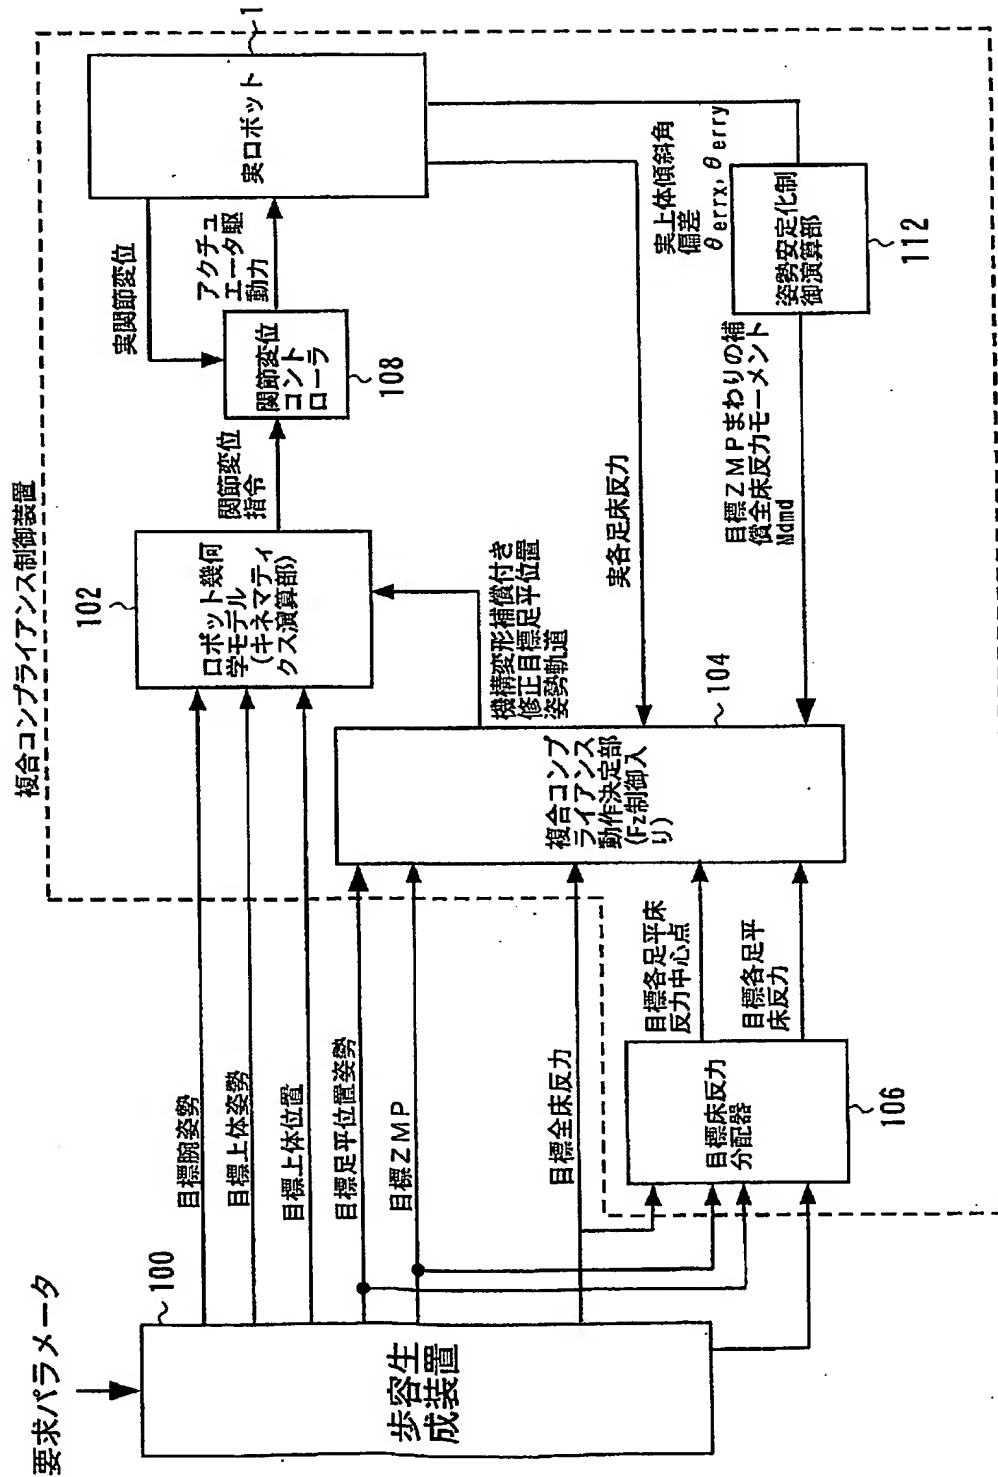 要求パラメータ
100
歩容生
成装置
目標腕姿勢
目標上体姿勢
目標上体位置
目標足平位置姿勢
目標ZMP
目標全床反力
目標床反力
分配器
106
目標各足平床
反力中心点
目標各足平
床反力
複合コンプライアンス制御装置
102
ロボット幾何
学モデル
(キネマティ
クス演算部)
機構変形補償付き
修正目標足平位置
姿勢軌道
104
複合コンプ
ライアンス
動作決定部
(Fz制御入
り)
関節変位
指令
関節変位
コント
ローラ
108
実関節変位
アクチュ
エータ駆
動力
実ロボット
1
実各足床反力
実上体傾斜角
偏差
θerrx, θerry
姿勢安定化制
御演算部
112
目標ZMPまわりの補
償全床反力モーメント
Mdmd